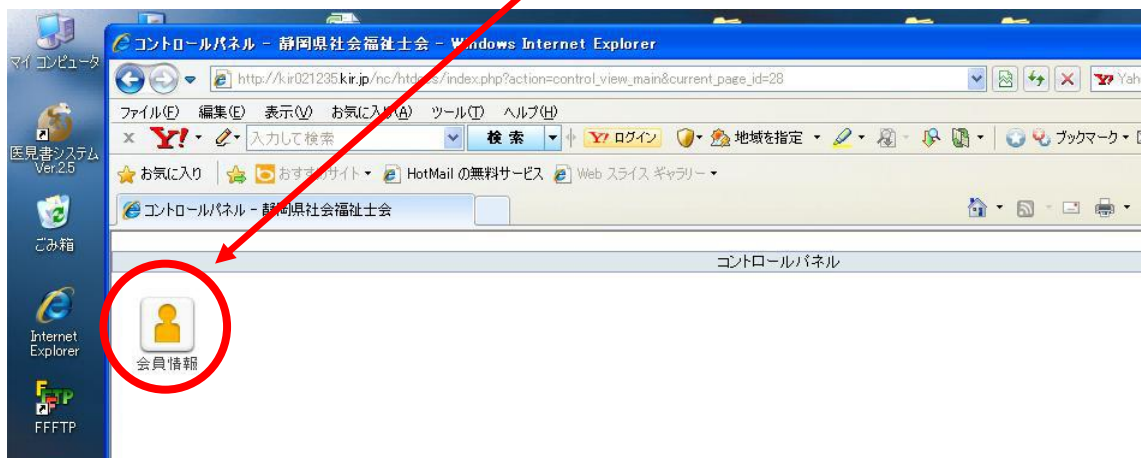 マイ コンピュータ
医見書システム
Ver.2.5
ごみ箱
Internet
Explorer
FFFTP
コントロールパネル - 静岡県社会福祉士会 - Windows Internet Explorer
http://kir021235.kir.jp/nc/htdocs/index.php?action=control_view_main&current_page_id=28
Yah
ファイル(F) 編集(E) 表示(V) お気に入り(A) ツール(T) ヘルプ(H)
x Y! 入力して検索 検索 Y! ログイン 地域を指定 ブックマーク
お気に入り おすすめサイト HotMail の無料サービス Web スライス ギャラリー
コントロールパネル - 静岡県社会福祉士会
コントロールパネル
会員情報